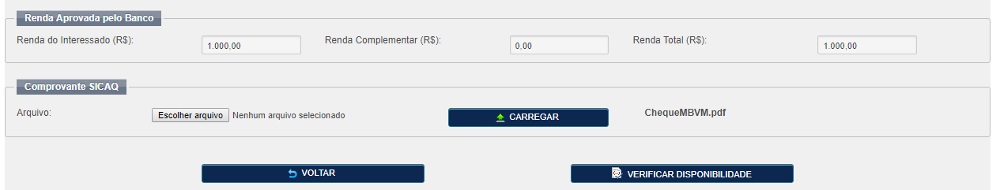 Renda Aprovada pelo Banco
Renda do Interessado (R$): 1.000,00 Renda Complementar (R$): 0,00 Renda Total (R$): 1.000,00
Comprovante SICAQ
Arquivo: Escolher arquivo Nenhum arquivo selecionado CARREGAR ChequeMBVM.pdf
VOLTAR VERIFICAR DISPONIBILIDADE